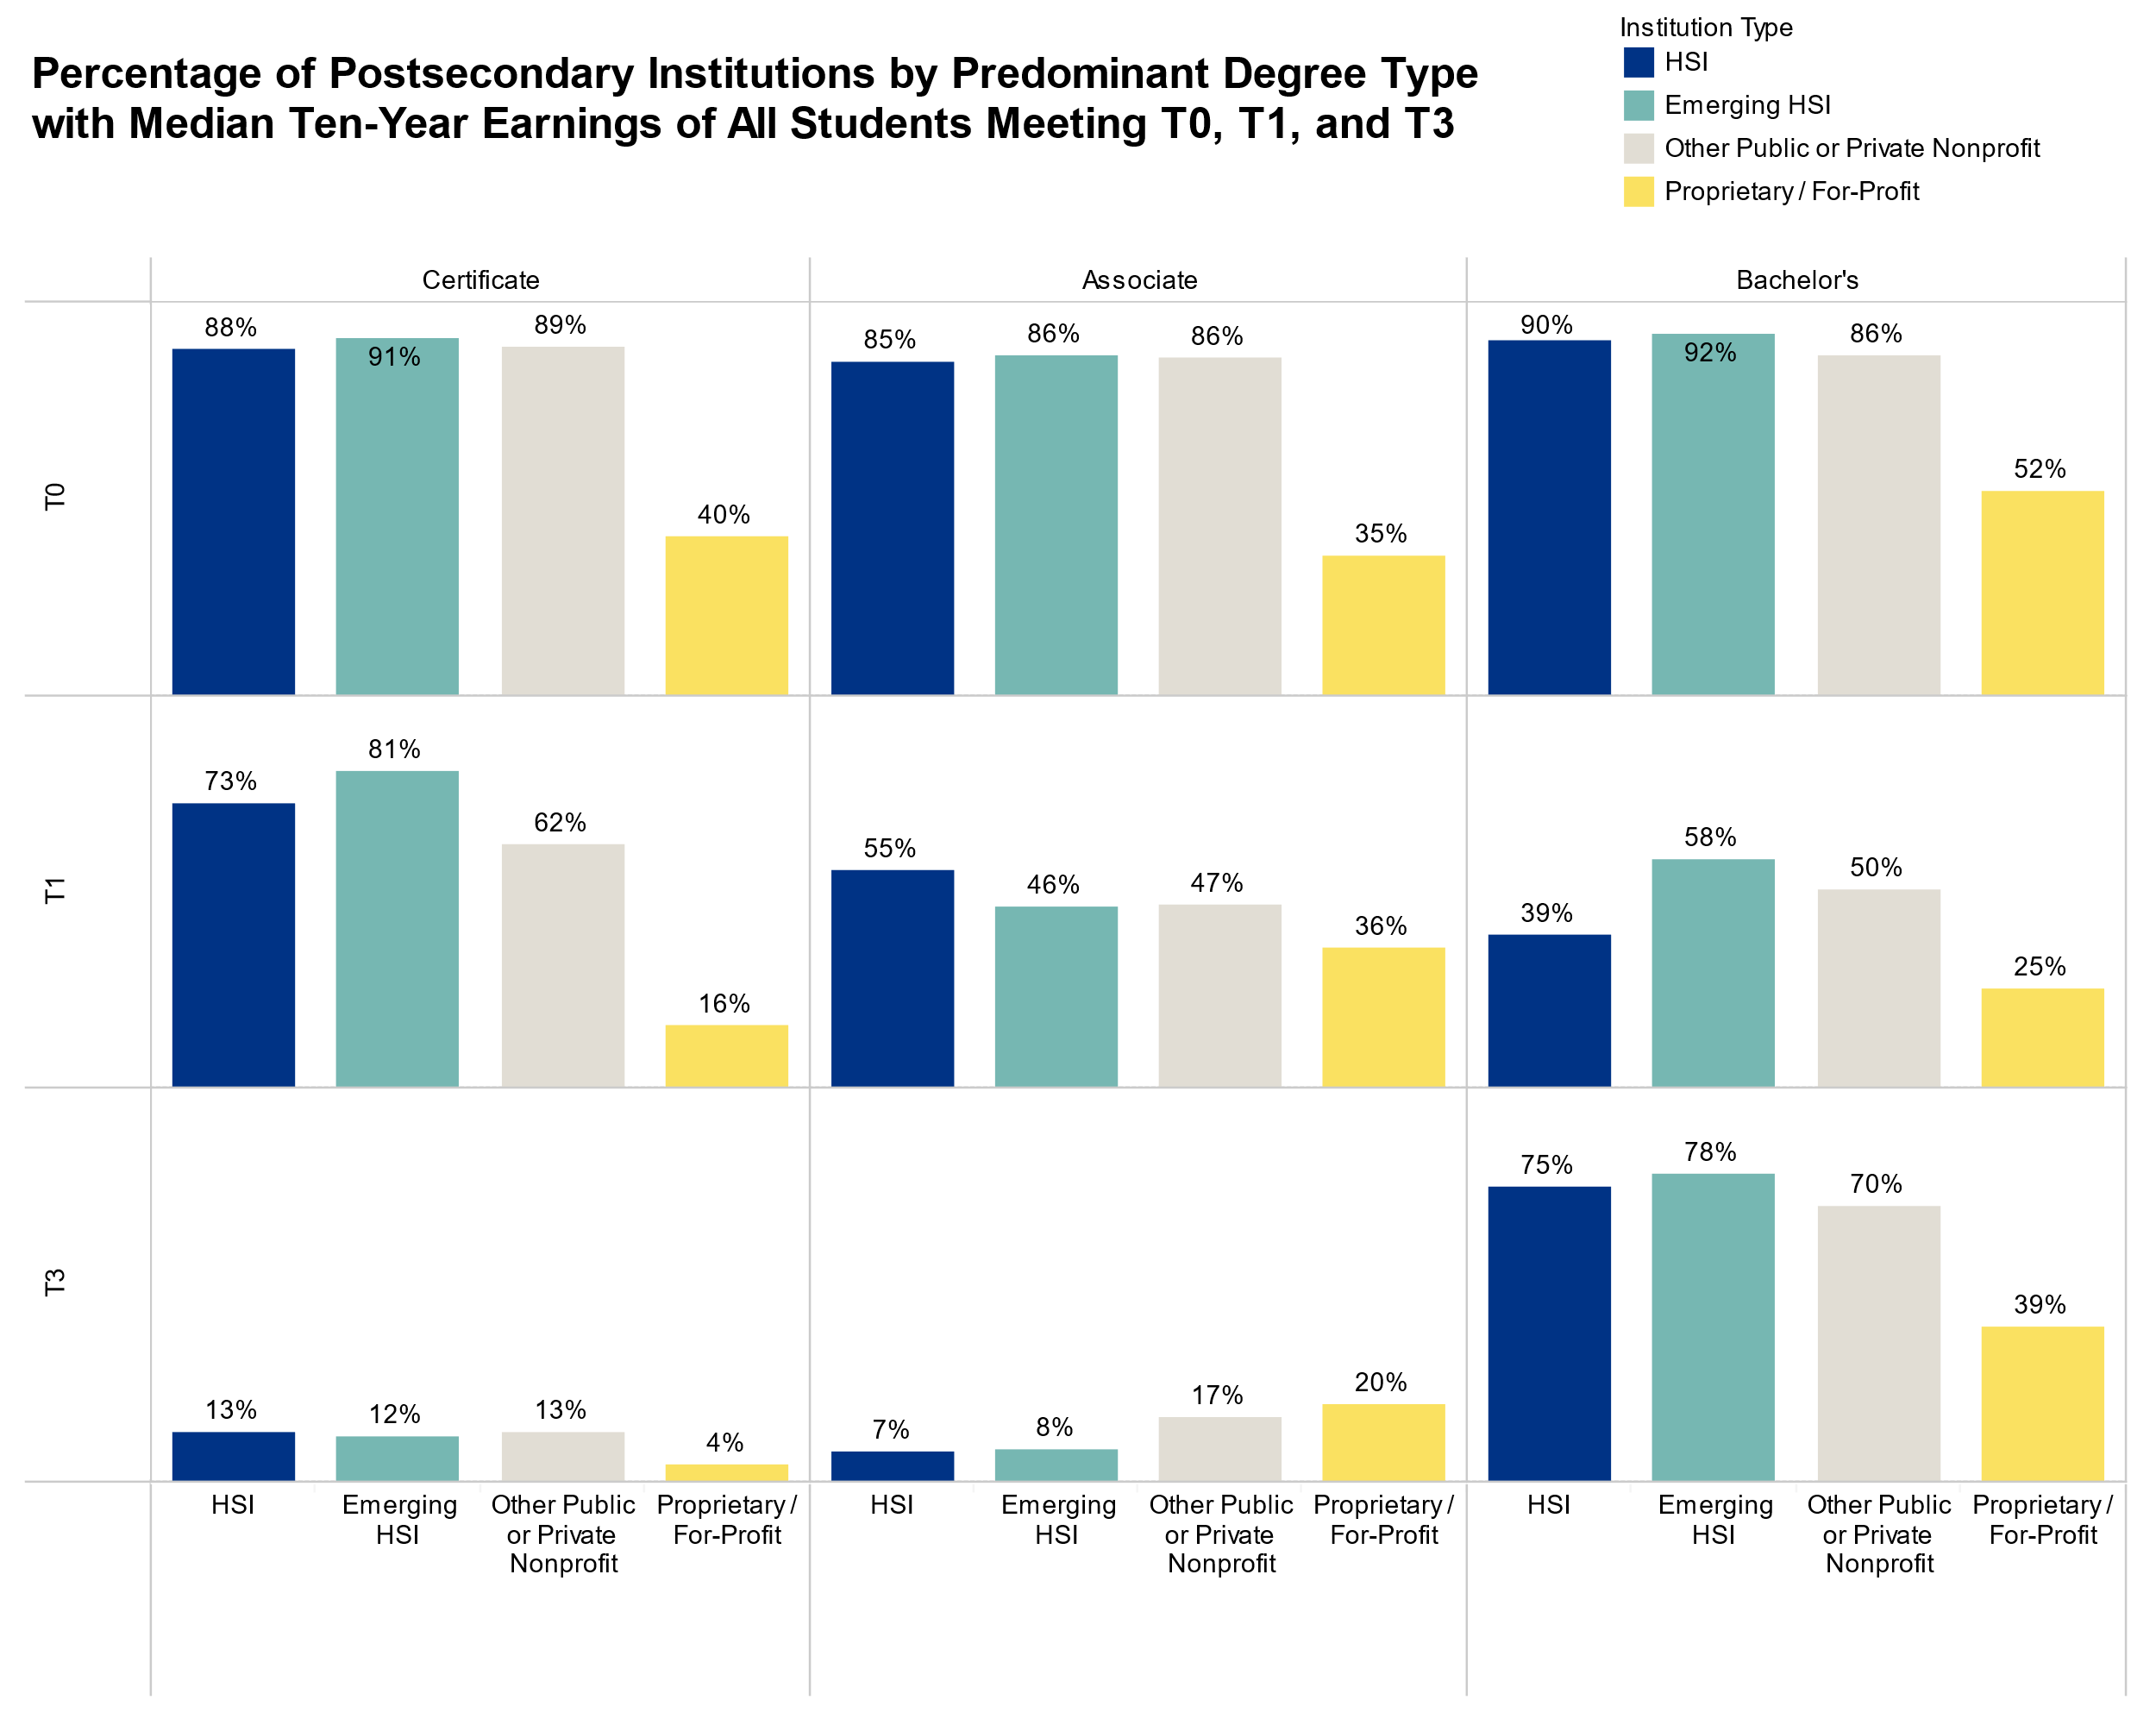 Institution Type
HSI
Emerging HSI
Other Public or Private Nonprofit
Proprietary / For-Profit
Percentage of Postsecondary Institutions by Predominant Degree Type
with Median Ten-Year Earnings of All Students Meeting T0, T1, and T3
Certificate
Associate
Bachelor's
T0
88%
91%
89%
40%
85%
86%
86%
35%
90%
92%
86%
52%
T1
73%
81%
62%
16%
55%
46%
47%
36%
39%
58%
50%
25%
T3
13%
12%
13%
4%
7%
8%
17%
20%
75%
78%
70%
39%
HSI
Emerging
HSI
Other Public
or Private
Nonprofit
Proprietary /
For-Profit
HSI
Emerging
HSI
Other Public
or Private
Nonprofit
Proprietary /
For-Profit
HSI
Emerging
HSI
Other Public
or Private
Nonprofit
Proprietary /
For-Profit